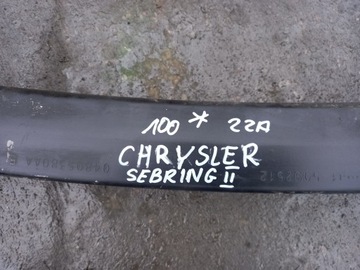 100 * 22A
CHRYSLER
SEBRING II